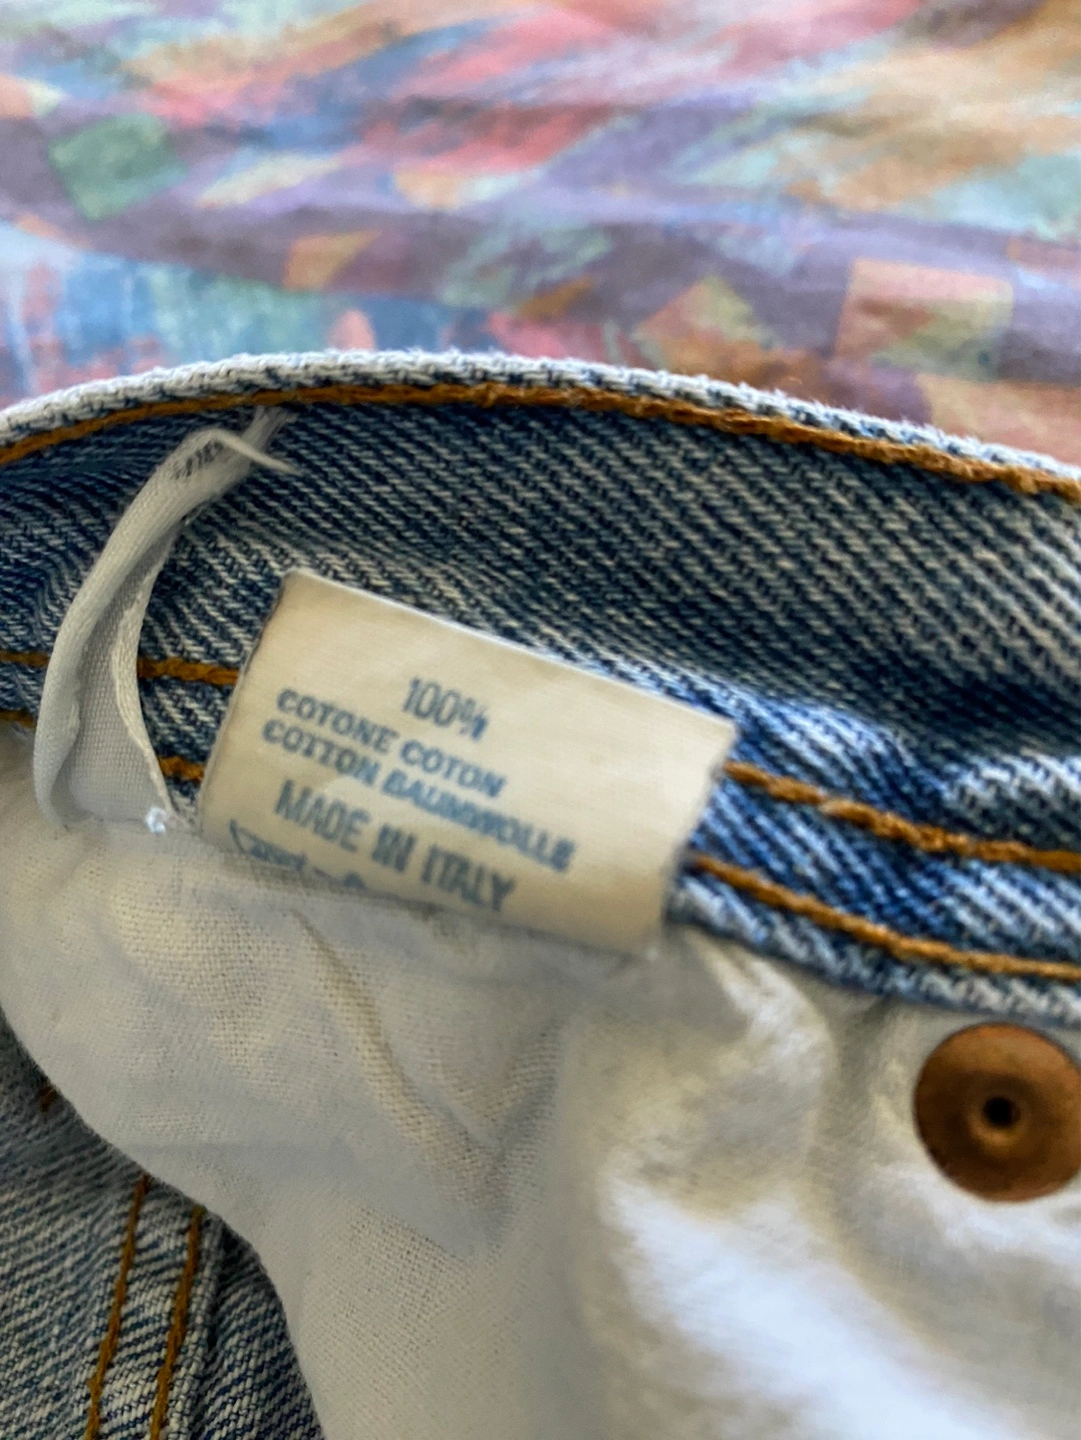 100%
COTONE COTON
COTTON BAUMWOLLE
MADE IN ITALY